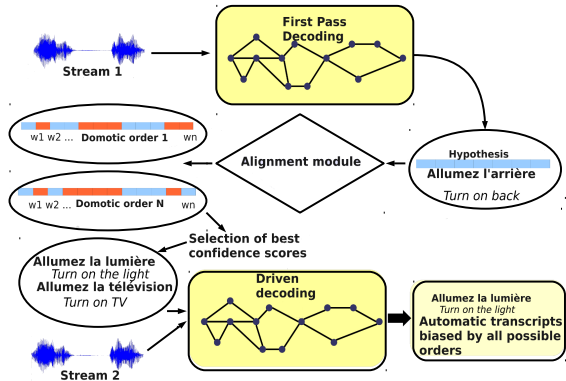 First Pass
Decoding
Stream 1
w1 w2 ... Domotic order 1 wn
Alignment module
Hypothesis
Allumez l'arrière
Turn on back
w1 w2 ... Domotic order N wn
Selection of best
confidence scores
Allumez la lumière
Turn on the light
Allumez la télévision
Turn on TV
Driven
decoding
Allumez la lumière
Turn on the light
Automatic transcripts
biased by all possible
orders
Stream 2